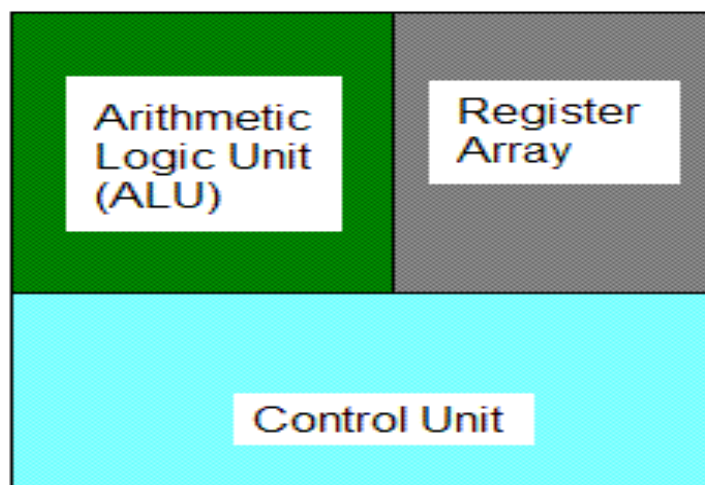 Arithmetic
Logic Unit
(ALU)
Register
Array
Control Unit